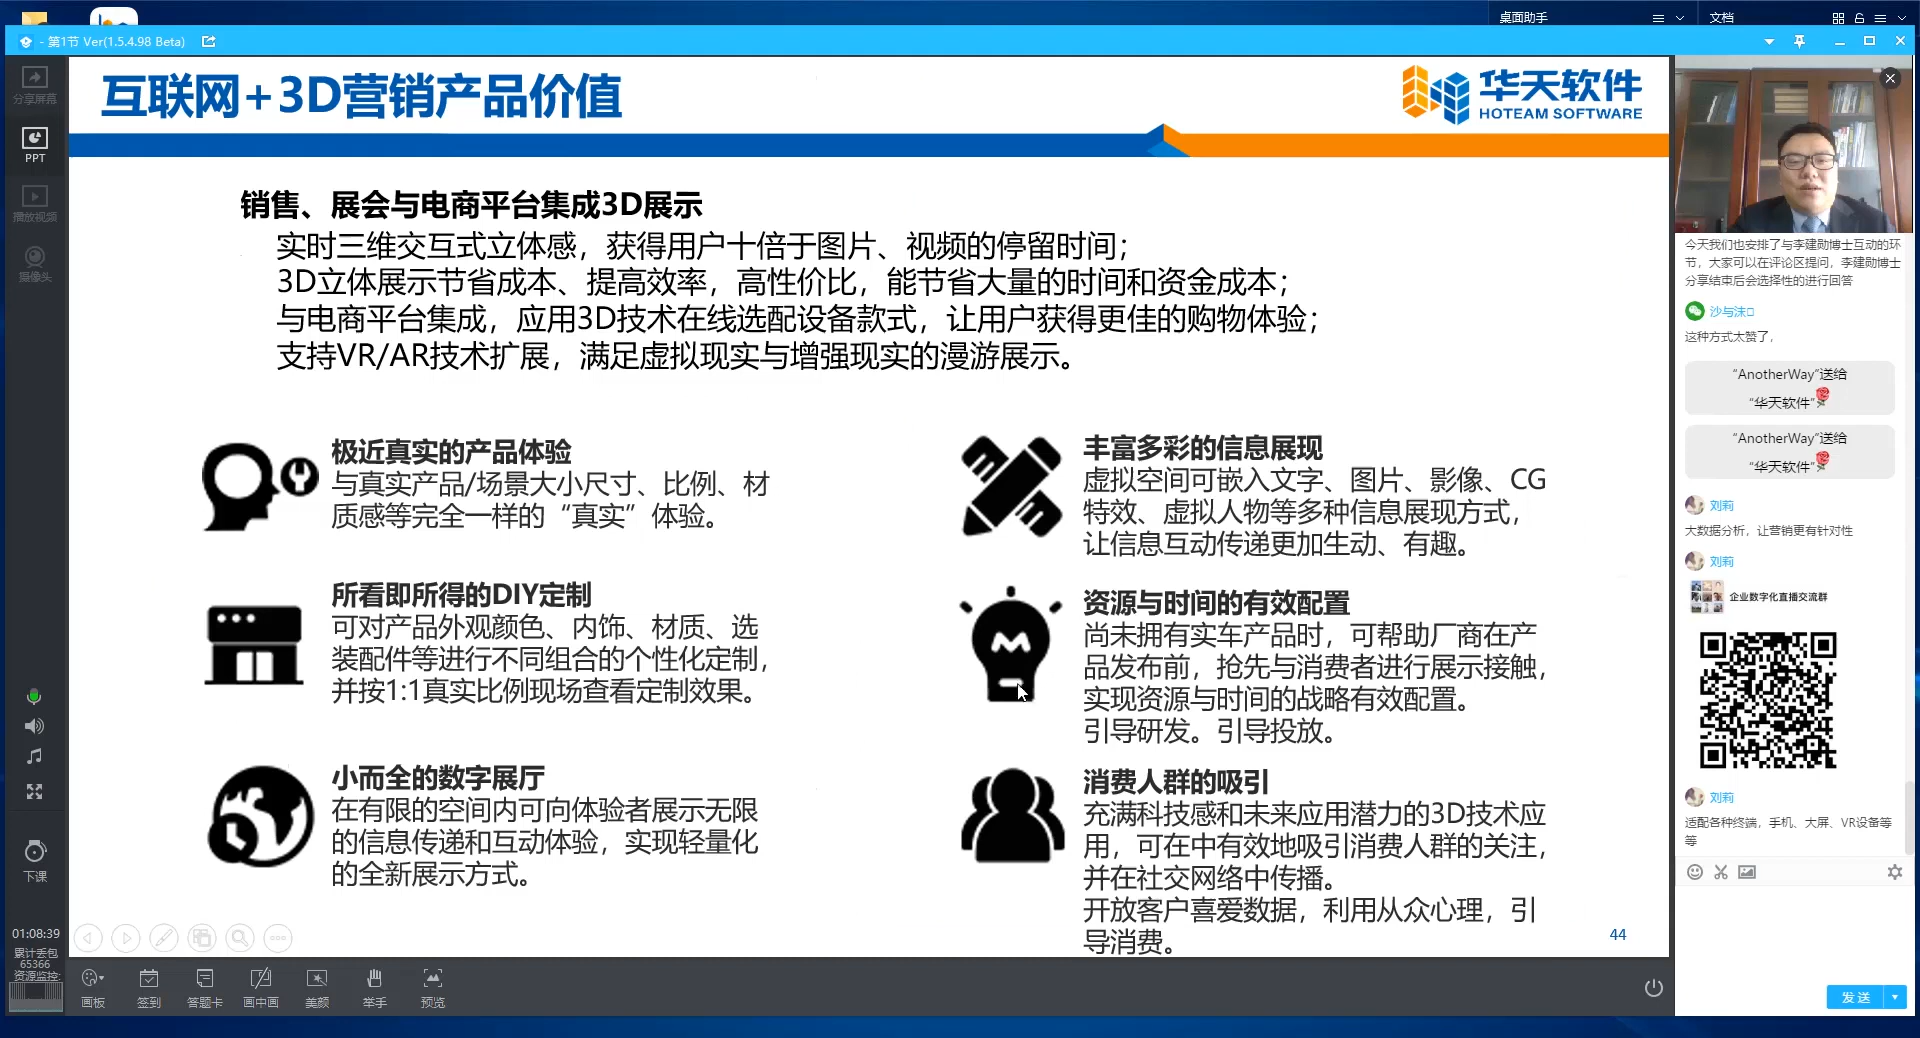 桌面助手
文档
- 第1节 Ver(1.5.4.98 Beta)
分享屏幕
PPT
播放视频
摄像头
下课
01:08:39
累计丢包
65366
资源监控:
互联网+3D营销产品价值
华天软件
HOTEAM SOFTWARE
销售、展会与电商平台集成3D展示
实时三维交互式立体感，获得用户十倍于图片、视频的停留时间；
3D立体展示节省成本、提高效率，高性价比，能节省大量的时间和资金成本；
与电商平台集成，应用3D技术在线选配设备款式，让用户获得更佳的购物体验；
支持VR/AR技术扩展，满足虚拟现实与增强现实的漫游展示。
极近真实的产品体验
与真实产品/场景大小尺寸、比例、材
质感等完全一样的“真实”体验。
所看即所得的DIY定制
可对产品外观颜色、内饰、材质、选
装配件等进行不同组合的个性化定制，
并按1:1真实比例现场查看定制效果。
小而全的数字展厅
在有限的空间内可向体验者展示无限
的信息传递和互动体验，实现轻量化
的全新展示方式。
丰富多彩的信息展现
虚拟空间可嵌入文字、图片、影像、CG
特效、虚拟人物等多种信息展现方式，
让信息互动传递更加生动、有趣。
资源与时间的有效配置
尚未拥有实车产品时，可帮助厂商在产
品发布前，抢先与消费者进行展示接触，
实现资源与时间的战略有效配置。
引导研发。引导投放。
消费人群的吸引
充满科技感和未来应用潜力的3D技术应
用，可在中有效地吸引消费人群的关注，
并在社交网络中传播。
开放客户喜爱数据，利用从众心理，引
导消费。
44
画板
签到
答题卡
画中画
美颜
举手
预览
今天我们也安排了与李建勋博士互动的环
节，大家可以在评论区提问，李建勋博士
分享结束后会选择性的进行回答
沙与沫□
这种方式太赞了，
“AnotherWay”送给
“华天软件”
“AnotherWay”送给
“华天软件”
刘莉
大数据分析，让营销更有针对性
刘莉
企业数字化直播交流群
刘莉
适配各种终端，手机、大屏、VR设备等
等
发 送